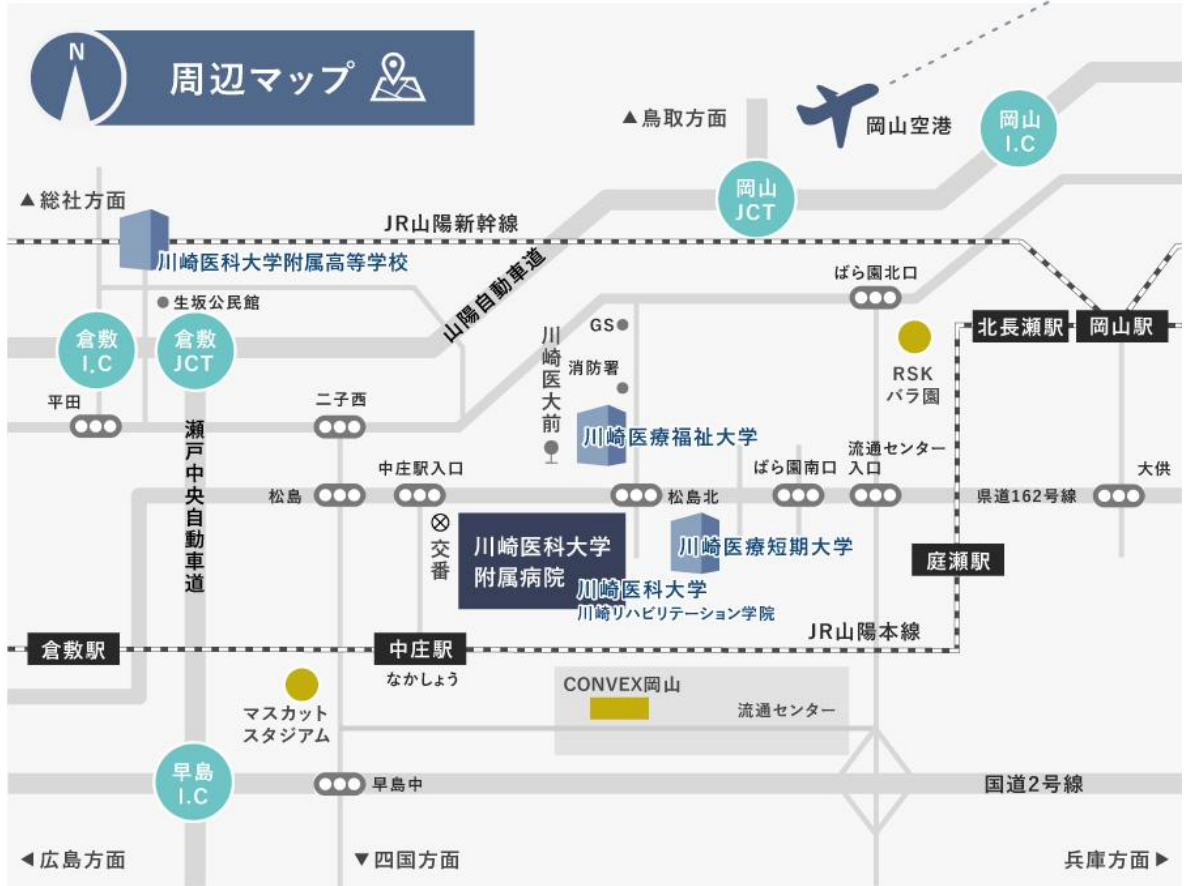 N
周辺マップ
▲鳥取方面
岡山空港
岡山
I.C
岡山
JCT
▲総社方面
JR山陽新幹線
川崎医科大学附属高等学校
生坂公民館
山陽自動車道
ばら園北口
GS
川崎医大前
消防署
北長瀬駅
岡山駅
倉敷
I.C
倉敷
JCT
RSK
バラ園
平田
二子西
川崎医療福祉大学
瀬戸中央自動車道
中庄駅入口
ばら園南口
流通センター
入口
大供
松島
松島北
県道162号線
交番
川崎医科大学
附属病院
川崎医療短期大学
庭瀬駅
川崎医科大学
川崎リハビリテーション学院
JR山陽本線
倉敷駅
中庄駅
なかしょう
マスカット
スタジアム
CONVEX岡山
流通センター
早島
I.C
早島中
国道2号線
◀広島方面
▼四国方面
兵庫方面▶